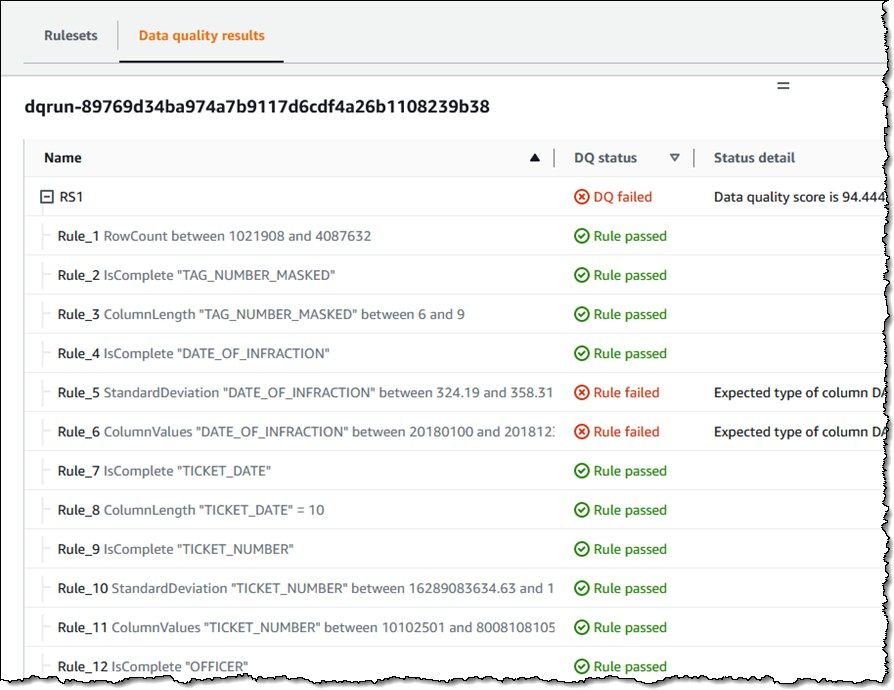 Rulesets Data quality results
dqrun-89769d34ba974a7b9117d6cdf4a26b1108239b38
Name DQ status Status detail
RS1 DQ failed Data quality score is 94.444
Rule_1 RowCount between 1021908 and 4087632 Rule passed
Rule_2 IsComplete "TAG_NUMBER_MASKED" Rule passed
Rule_3 ColumnLength "TAG_NUMBER_MASKED" between 6 and 9 Rule passed
Rule_4 IsComplete "DATE_OF_INFRACTION" Rule passed
Rule_5 StandardDeviation "DATE_OF_INFRACTION" between 324.19 and 358.31 Rule failed Expected type of column DA
Rule_6 ColumnValues "DATE_OF_INFRACTION" between 20180100 and 2018123 Rule failed Expected type of column DA
Rule_7 IsComplete "TICKET_DATE" Rule passed
Rule_8 ColumnLength "TICKET_DATE" = 10 Rule passed
Rule_9 IsComplete "TICKET_NUMBER" Rule passed
Rule_10 StandardDeviation "TICKET_NUMBER" between 16289083634.63 and 1 Rule passed
Rule_11 ColumnValues "TICKET_NUMBER" between 10102501 and 8008108105 Rule passed
Rule_12 IsComplete "OFFICER" Rule passed